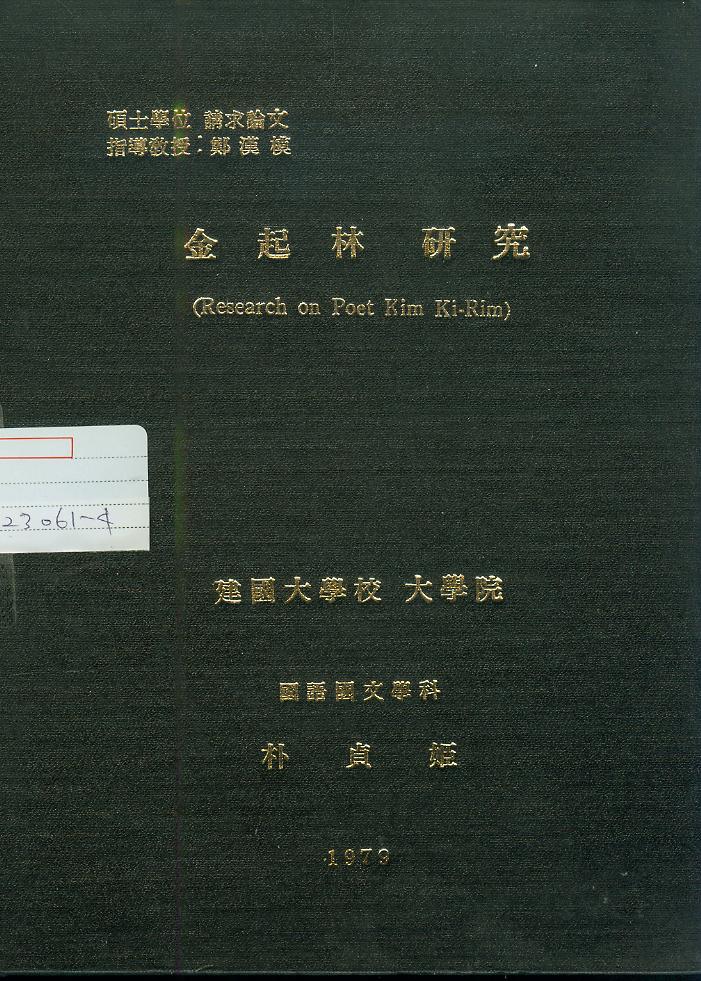 碩士學位 請求論文
指導敎授：鄭漢模
金起林 研究
(Research on Poet Kim Ki-Rim)
23061-4
建國大學校 大學院
國語國文學科
朴貞姬
1979